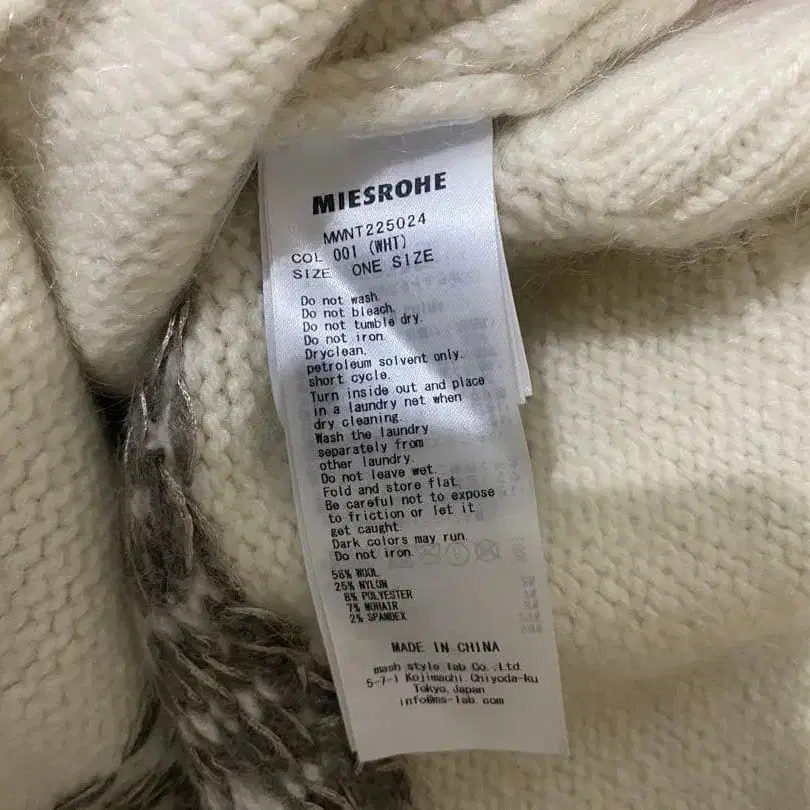 MIESROHE
MWNT225024
COL 001 (WHT)
SIZE ONE SIZE
Do not wash
Do not bleach.
Do not tumble dry.
Do not iron
Dryclean,
petroleum solvent only.
short cycle.
Turn inside out and place
in a laundry net when
dry cleaning.
Wash the laundry
separately from
other laundry.
Do not leave wet.
Fold and store flat.
Be careful not to expose
to friction or let it
get caught.
Dark colors may run.
Do not iron.
58% WOOL
25% NYLON
8% POLYESTER
7% MOHAIR
2% SPANDEX
MADE IN CHINA
mash style lab Co.,Ltd.
5-7-1 Kojimachi.Chiyoda-ku
Tokyo,Japan
info@ms-lab.com